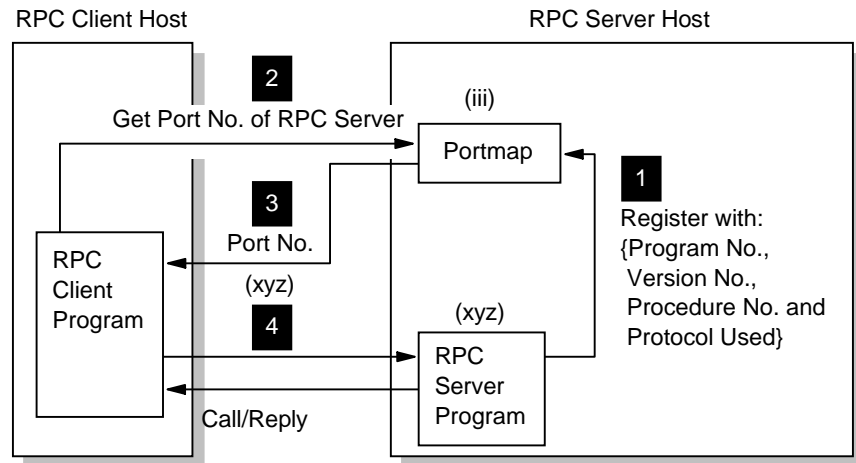 RPC Client Host
RPC Server Host
2
Get Port No. of RPC Server
(iii)
Portmap
1
Register with:
{Program No.,
Version No.,
Procedure No. and
Protocol Used}
3
Port No.
(xyz)
RPC
Client
Program
4
(xyz)
RPC
Server
Program
Call/Reply